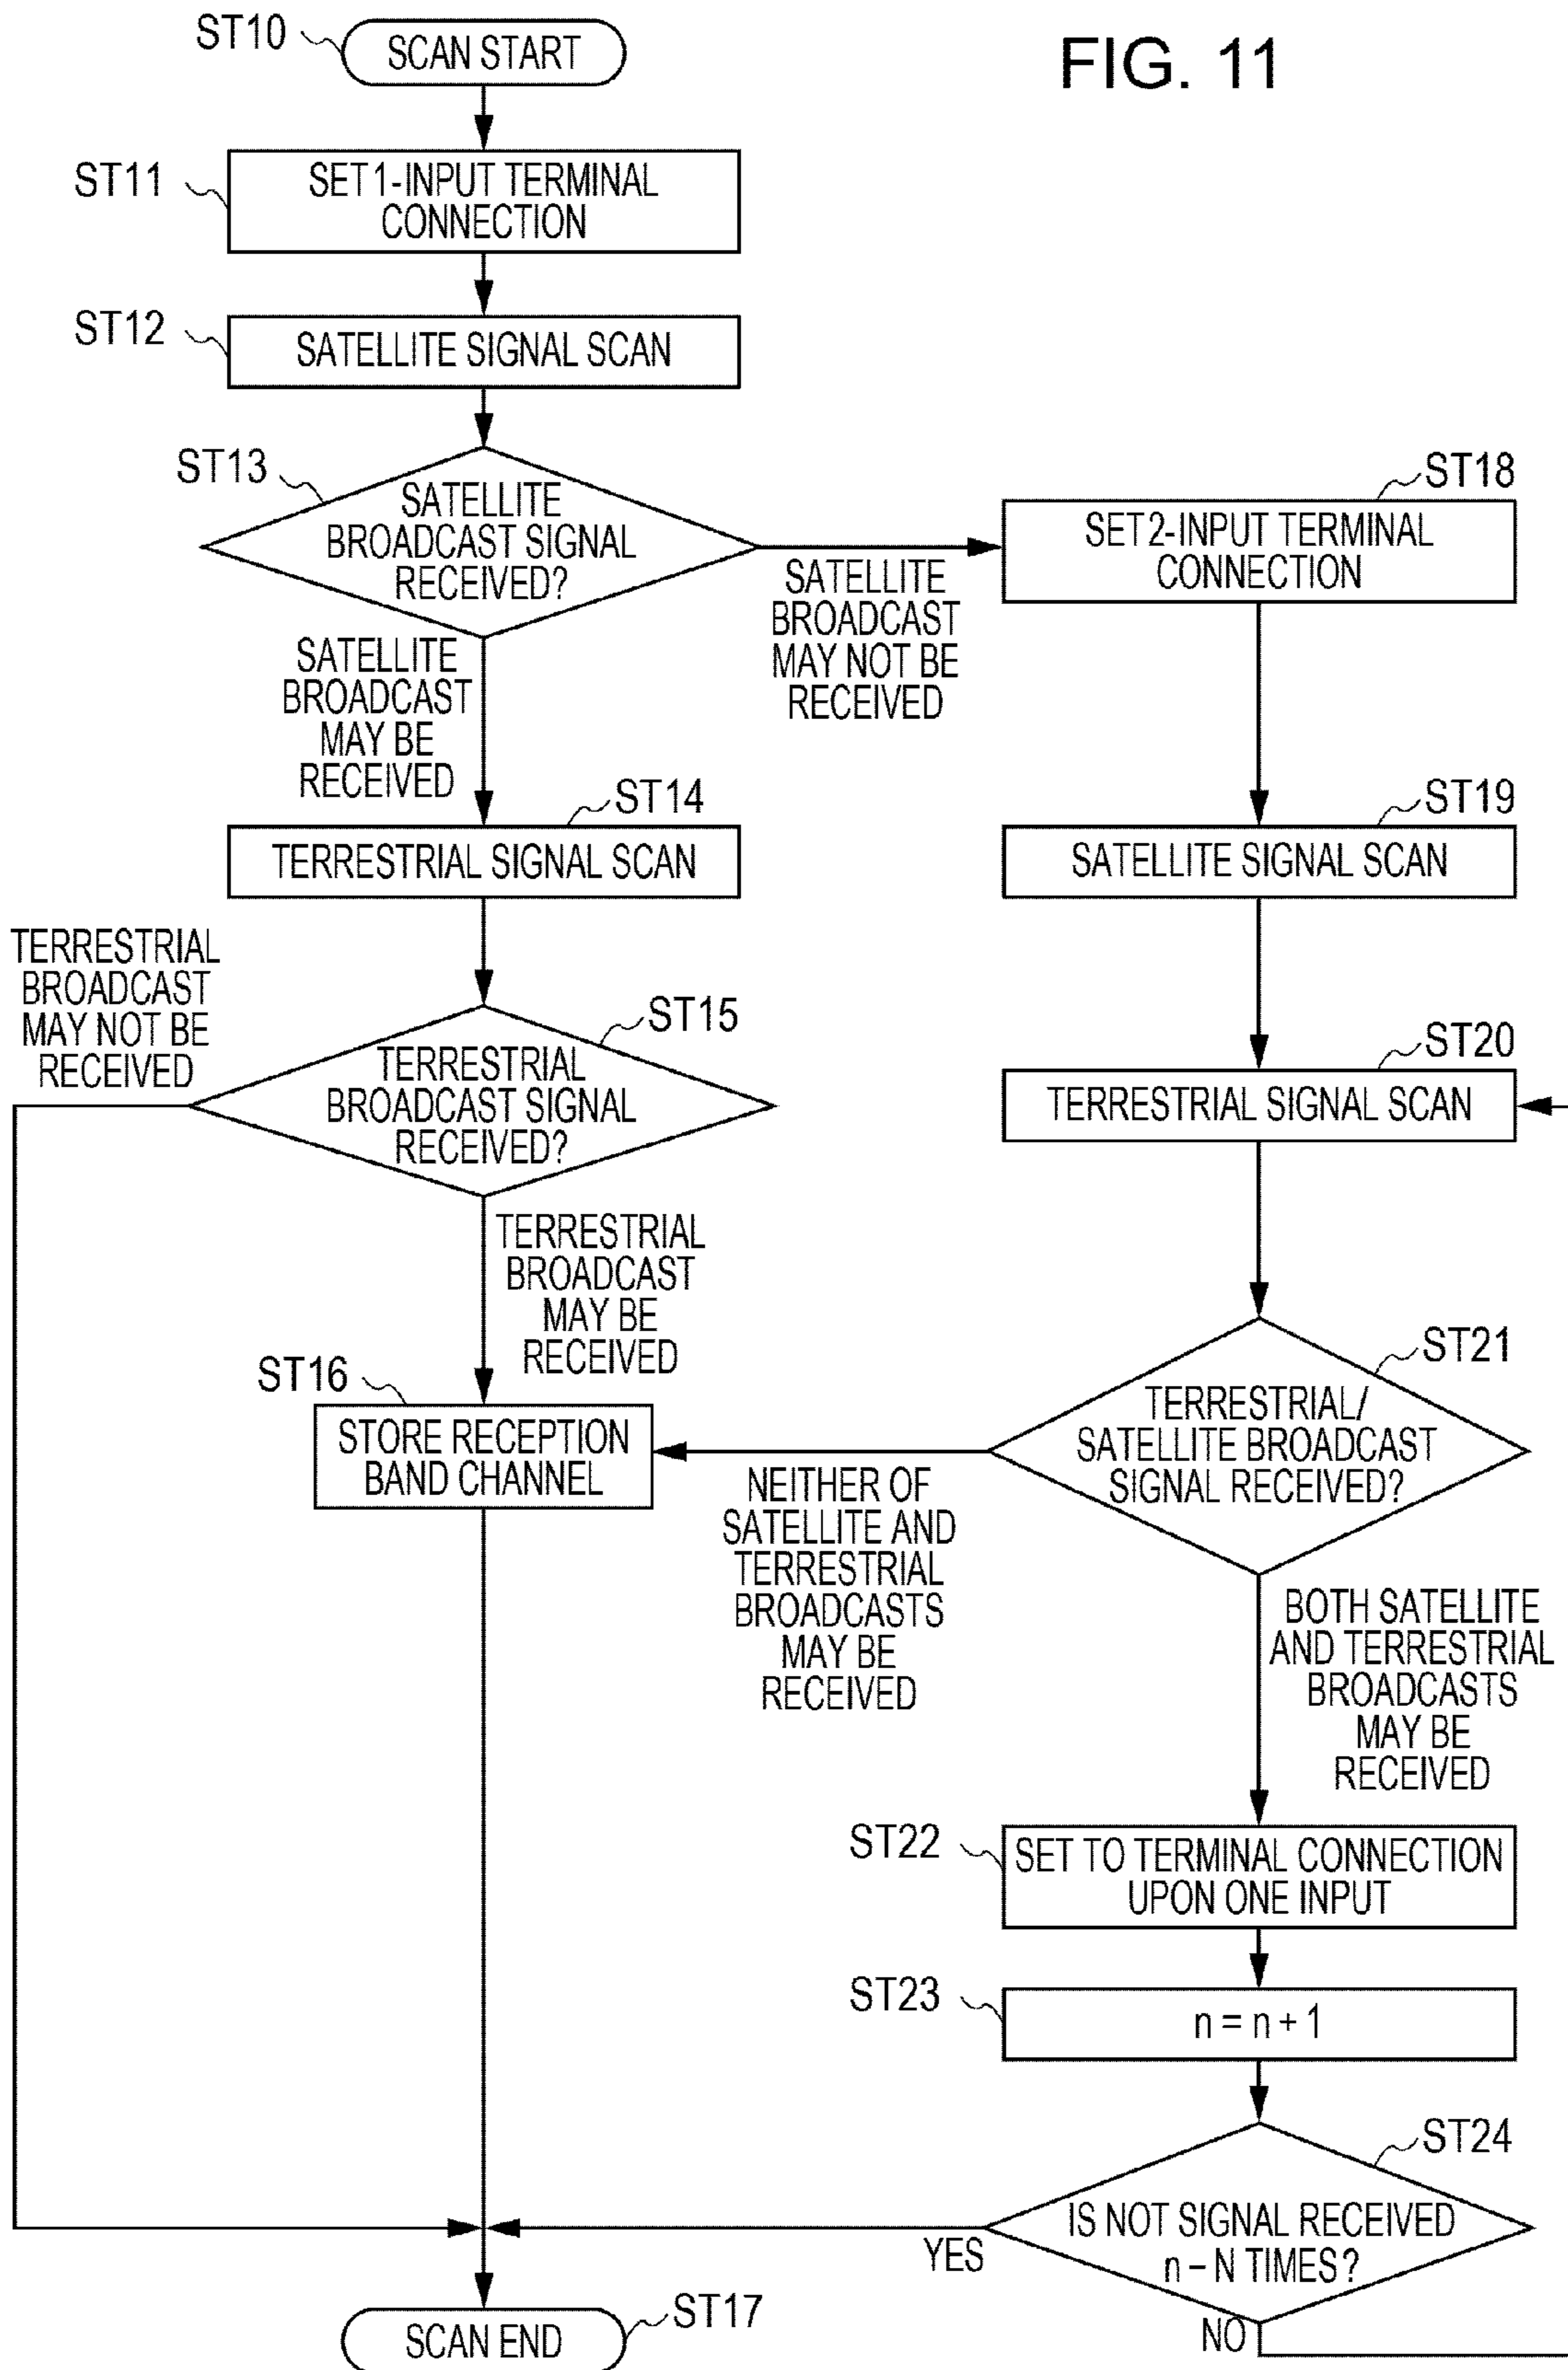 FIG. 11
ST10
SCAN START
ST11
SET 1-INPUT TERMINAL
CONNECTION
ST12
SATELLITE SIGNAL SCAN
ST13
SATELLITE
BROADCAST SIGNAL
RECEIVED?
SATELLITE
BROADCAST
MAY NOT BE
RECEIVED
SATELLITE
BROADCAST
MAY BE
RECEIVED
ST14
TERRESTRIAL SIGNAL SCAN
TERRESTRIAL
BROADCAST
MAY NOT BE
RECEIVED
ST15
TERRESTRIAL
BROADCAST SIGNAL
RECEIVED?
TERRESTRIAL
BROADCAST
MAY BE
RECEIVED
ST16
STORE RECEPTION
BAND CHANNEL
ST18
SET 2-INPUT TERMINAL
CONNECTION
ST19
SATELLITE SIGNAL SCAN
ST20
TERRESTRIAL SIGNAL SCAN
ST21
TERRESTRIAL/
SATELLITE BROADCAST
SIGNAL RECEIVED?
NEITHER OF
SATELLITE AND
TERRESTRIAL
BROADCASTS
MAY BE
RECEIVED
BOTH SATELLITE
AND TERRESTRIAL
BROADCASTS
MAY BE
RECEIVED
ST22
SET TO TERMINAL CONNECTION
UPON ONE INPUT
ST23
n = n + 1
ST24
IS NOT SIGNAL RECEIVED
n – N TIMES?
YES
NO
ST17
SCAN END